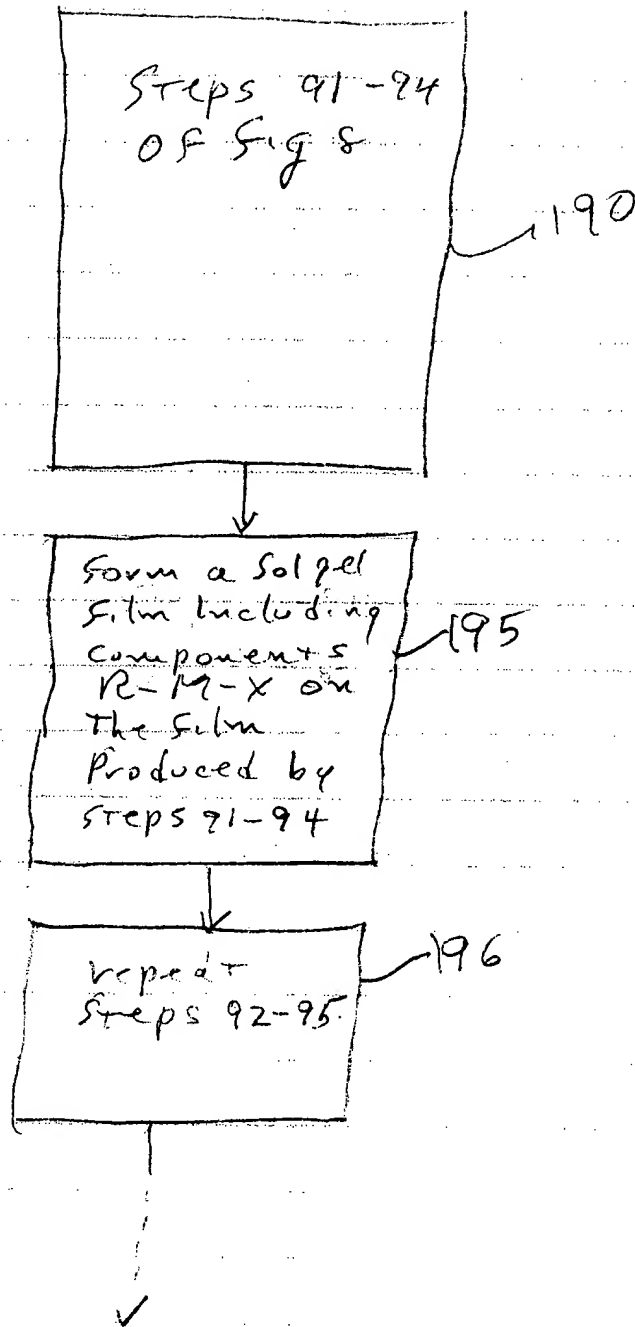 Steps 91-94
of Fig 8
190
Form a Solgel
film Including
components
R-M-X on
The film
Produced by
Steps 91-94
195
repeat
Steps 92-95
196